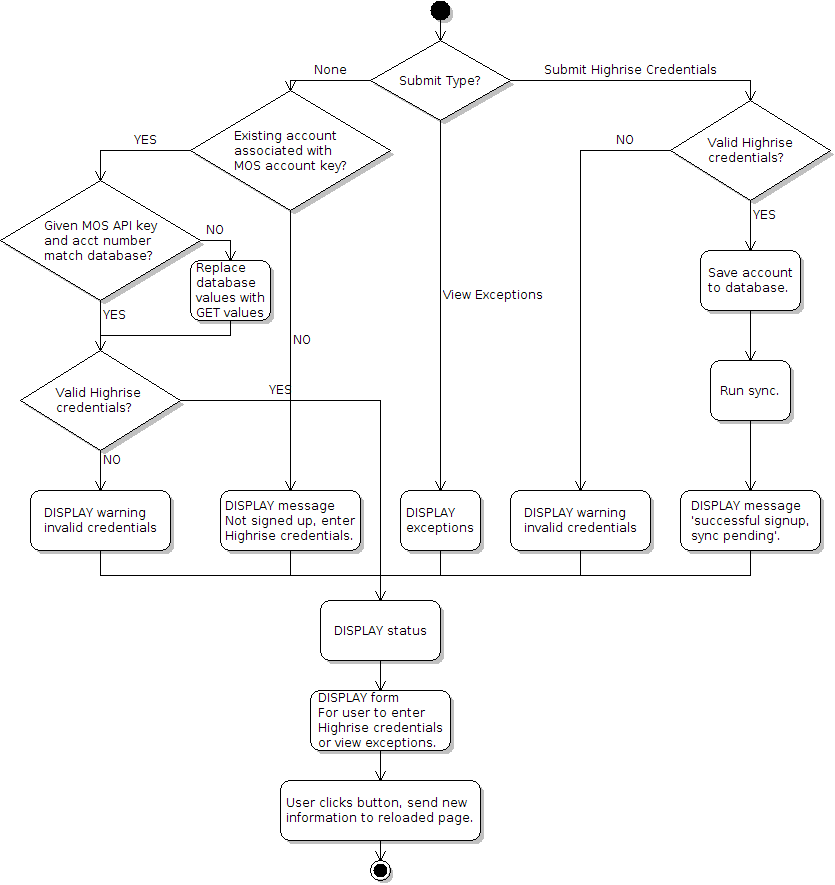 Submit Type?
None
Submit Highrise Credentials
Existing account
associated with
MOS account key?
YES
NO
Valid Highrise
credentials?
Given MOS API key
and acct number
match database?
NO
YES
Replace
database
values with
GET values
Save account
to database.
View Exceptions
YES
NO
Valid Highrise
credentials?
YES
Run sync.
NO
DISPLAY warning
invalid credentials
DISPLAY message
Not signed up, enter
Highrise credentials.
DISPLAY
exceptions
DISPLAY warning
invalid credentials
DISPLAY message
'successful signup,
sync pending'.
DISPLAY status
DISPLAY form
For user to enter
Highrise credentials
or view exceptions.
User clicks button, send new
information to reloaded page.